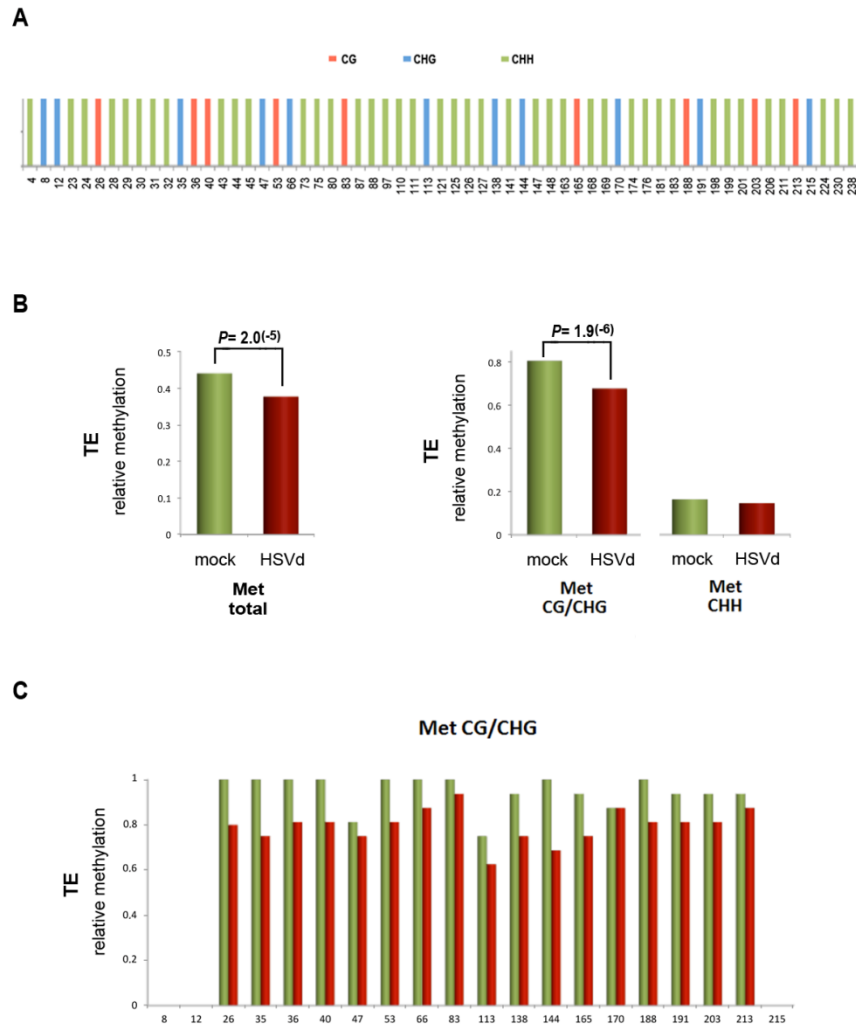 A
CG CHG CHH
4 8 12 23 24 26 28 29 30 31 32 35 36 40 43 44 45 47 53 66 73 75 80 83 87 88 97 110 111 113 121 125 126 127 138 141 144 147 148 163 165 168 169 170 174 176 181 183 188 191 198 199 201 203 206 211 213 215 224 230 238
B
P= 2.0(-5)
0.5
0.4
0.3
0.2
0.1
0
TE
relative methylation
mock HSVd
Met
total
P= 1.9(-6)
0.8
0.6
0.4
0.2
0
TE
relative methylation
mock HSVd mock HSVd
Met
CG/CHG
Met
CHH
C
Met CG/CHG
1
0.8
0.6
0.4
0.2
0
TE
relative methylation
8 12 26 35 36 40 47 53 66 83 113 138 144 165 170 188 191 203 213 215